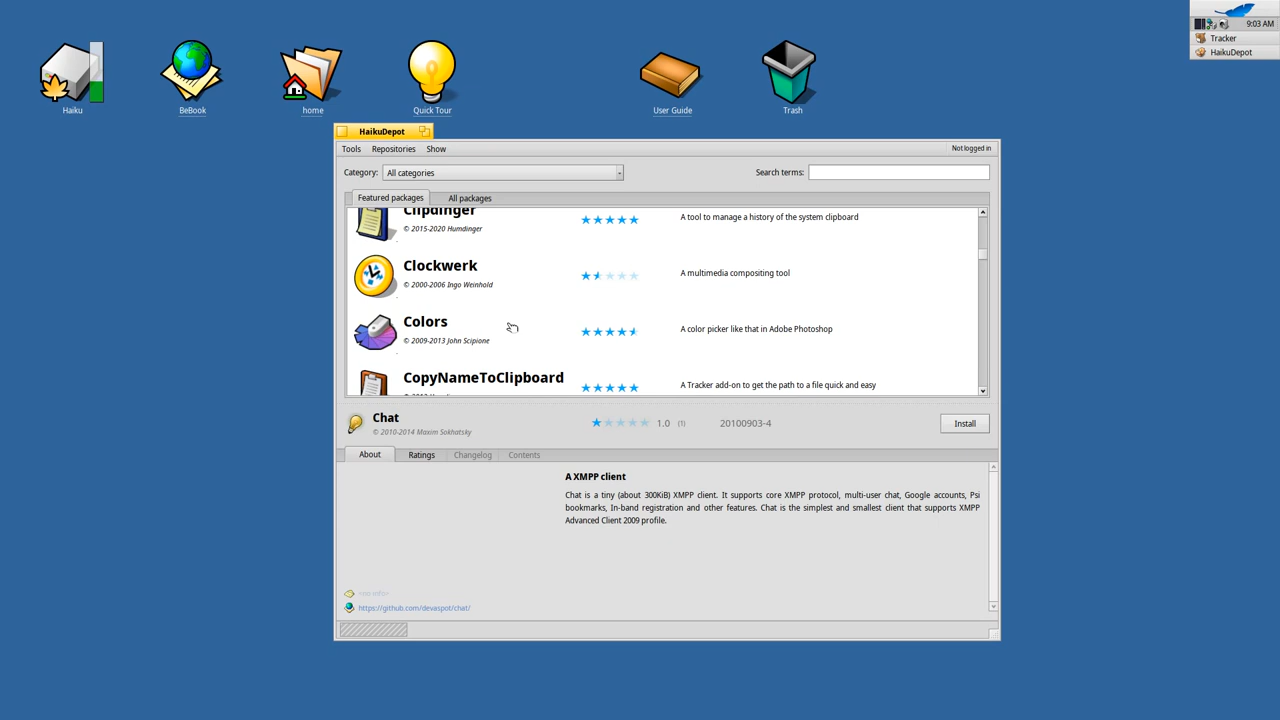 9:03 AM
Tracker
HaikuDepot
Haiku
BeBook
home
Quick Tour
User Guide
Trash
HaikuDepot
Tools Repositories Show Not logged in
Category: All categories Search terms:
Featured packages All packages
Clipdinger A tool to manage a history of the system clipboard
© 2015-2020 Humdinger
Clockwerk A multimedia compositing tool
© 2000-2006 Ingo Weinhold
Colors A color picker like that in Adobe Photoshop
© 2009-2013 John Scipione
CopyNameToClipboard A Tracker add-on to get the path to a file quick and easy
Chat 1.0 (1) 20100903-4 Install
© 2010-2014 Maxim Sokhatsky
About Ratings Changelog Contents
A XMPP client
Chat is a tiny (about 300KiB) XMPP client. It supports core XMPP protocol, multi-user chat, Google accounts, Psi
bookmarks, In-band registration and other features. Chat is the simplest and smallest client that supports XMPP
Advanced Client 2009 profile.
<no info>
https://github.com/devaspot/chat/